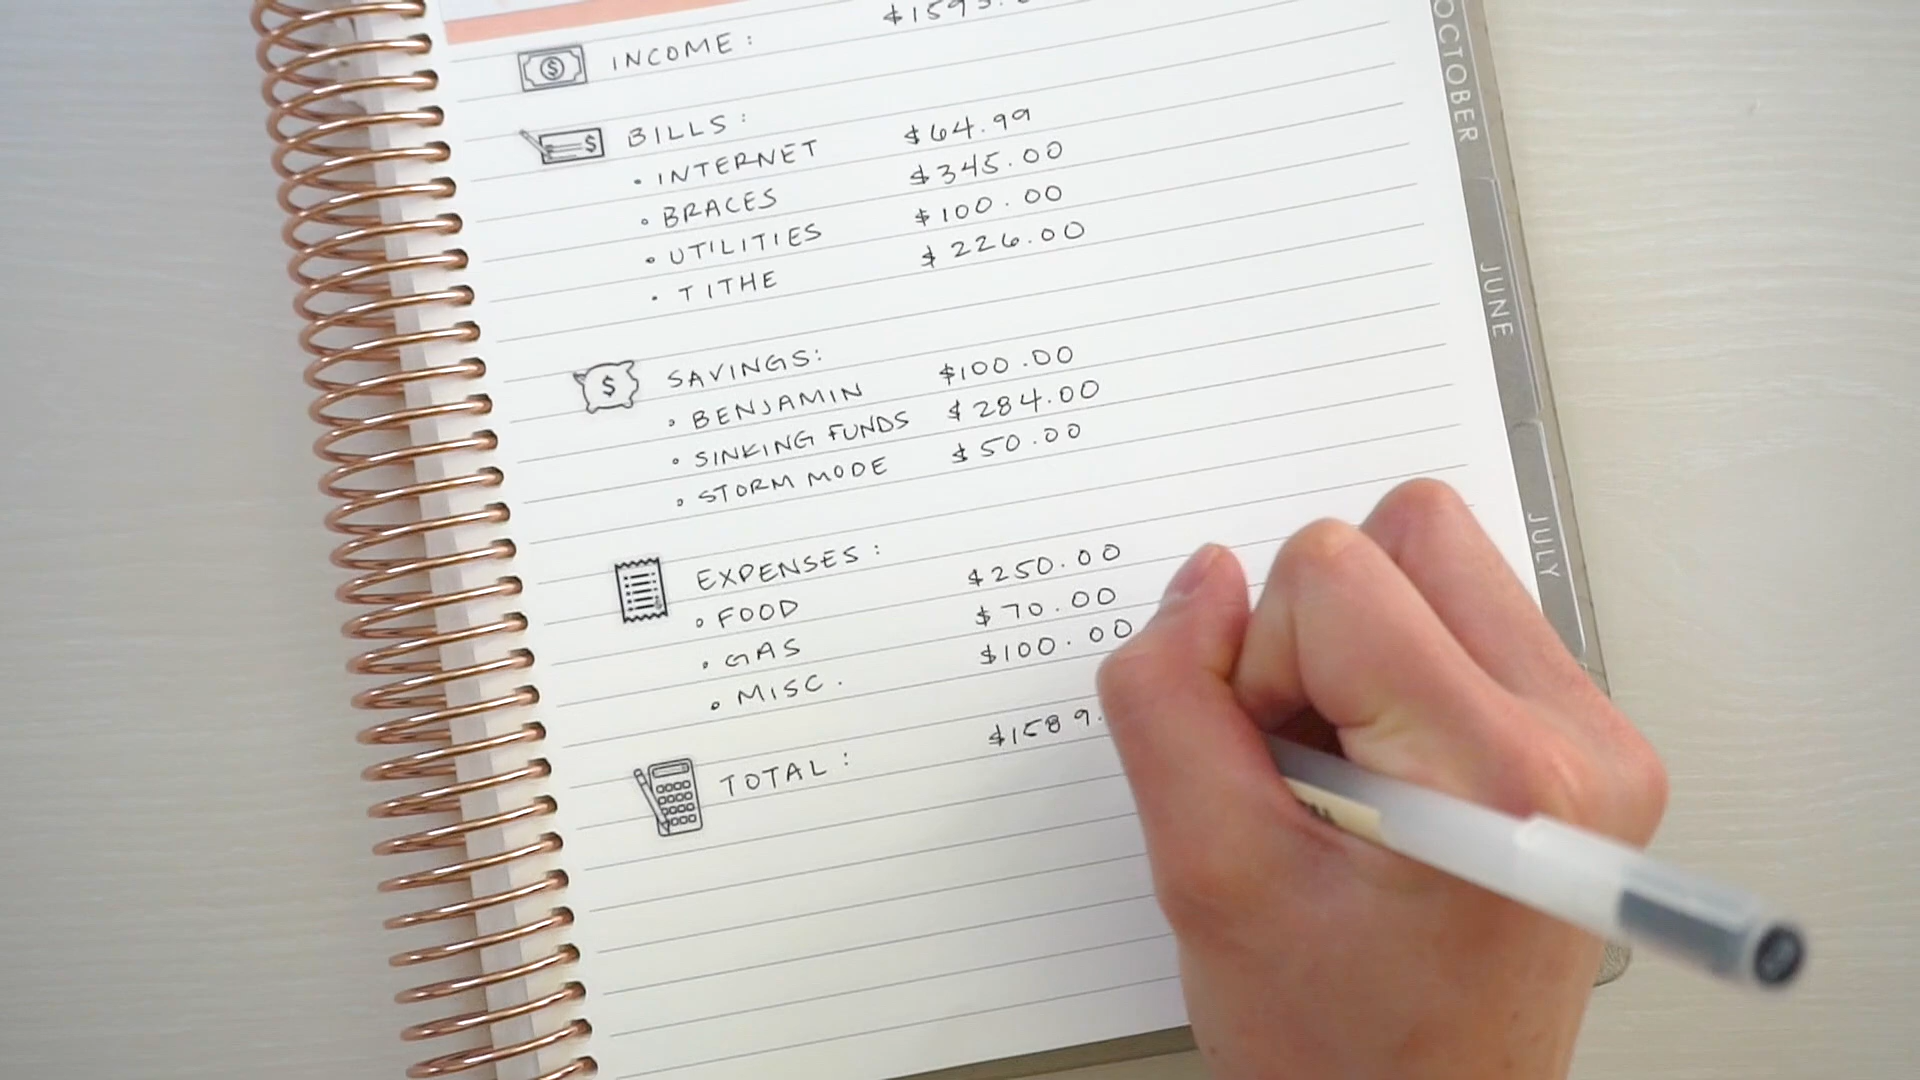 INCOME: $1593.
BILLS:
• INTERNET $64.99
• BRACES $345.00
• UTILITIES $100.00
• TITHE $226.00
SAVINGS:
• BENJAMIN $100.00
• SINKING FUNDS $284.00
• STORM MODE $50.00
EXPENSES:
• FOOD $250.00
• GAS $70.00
• MISC. $100.00
TOTAL: $1589.
OCTOBER
JUNE
JULY